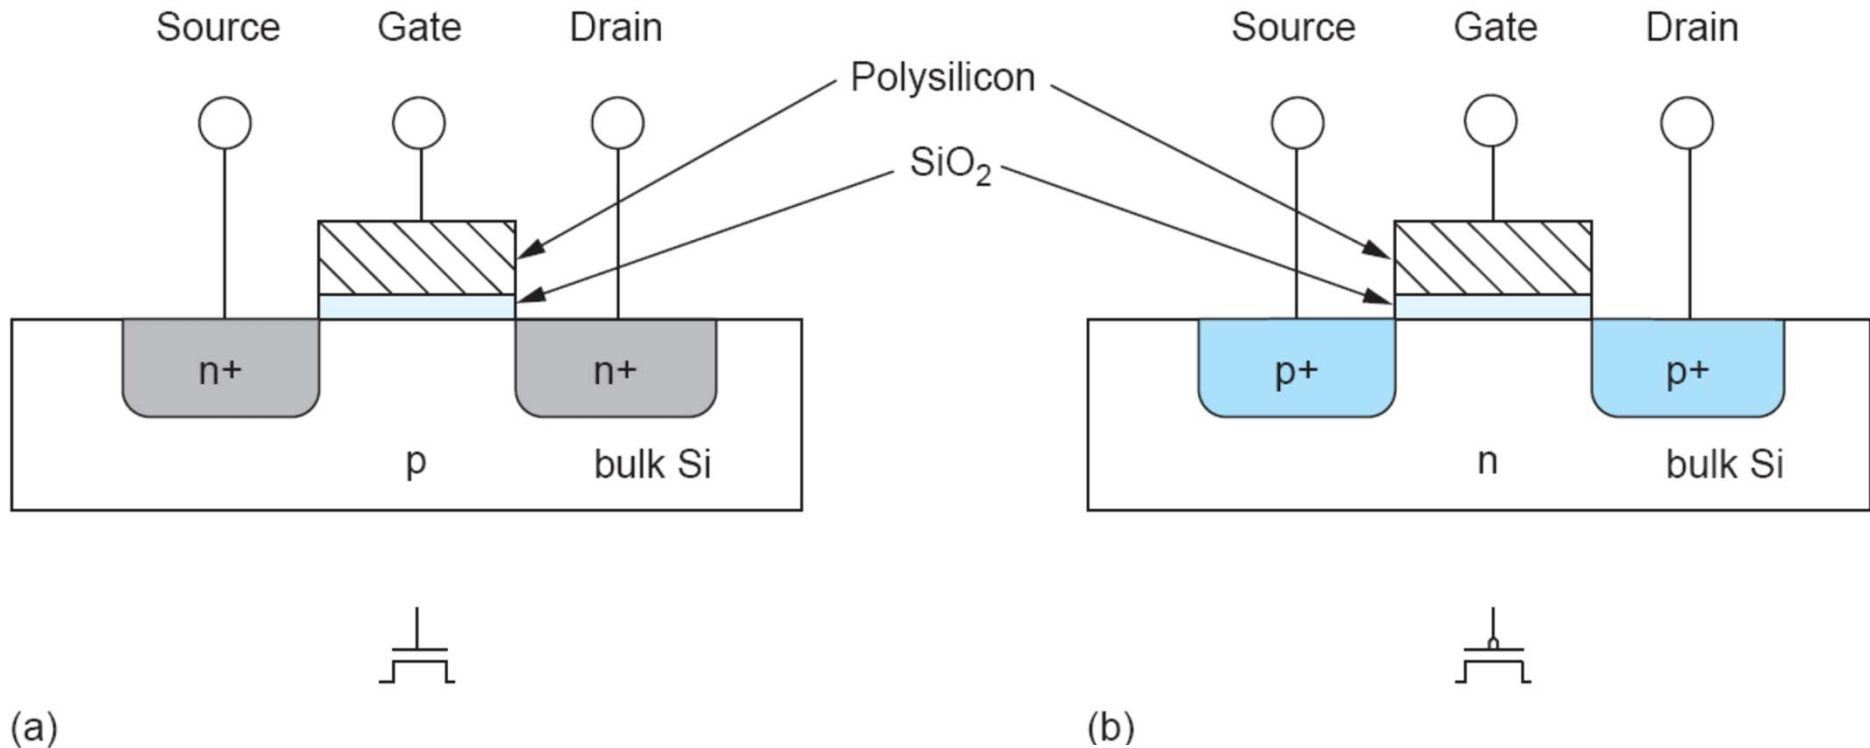 Source Gate Drain Source Gate Drain
Polysilicon
SiO₂
n+ n+ p+ p+
p bulk Si n bulk Si
(a) (b)